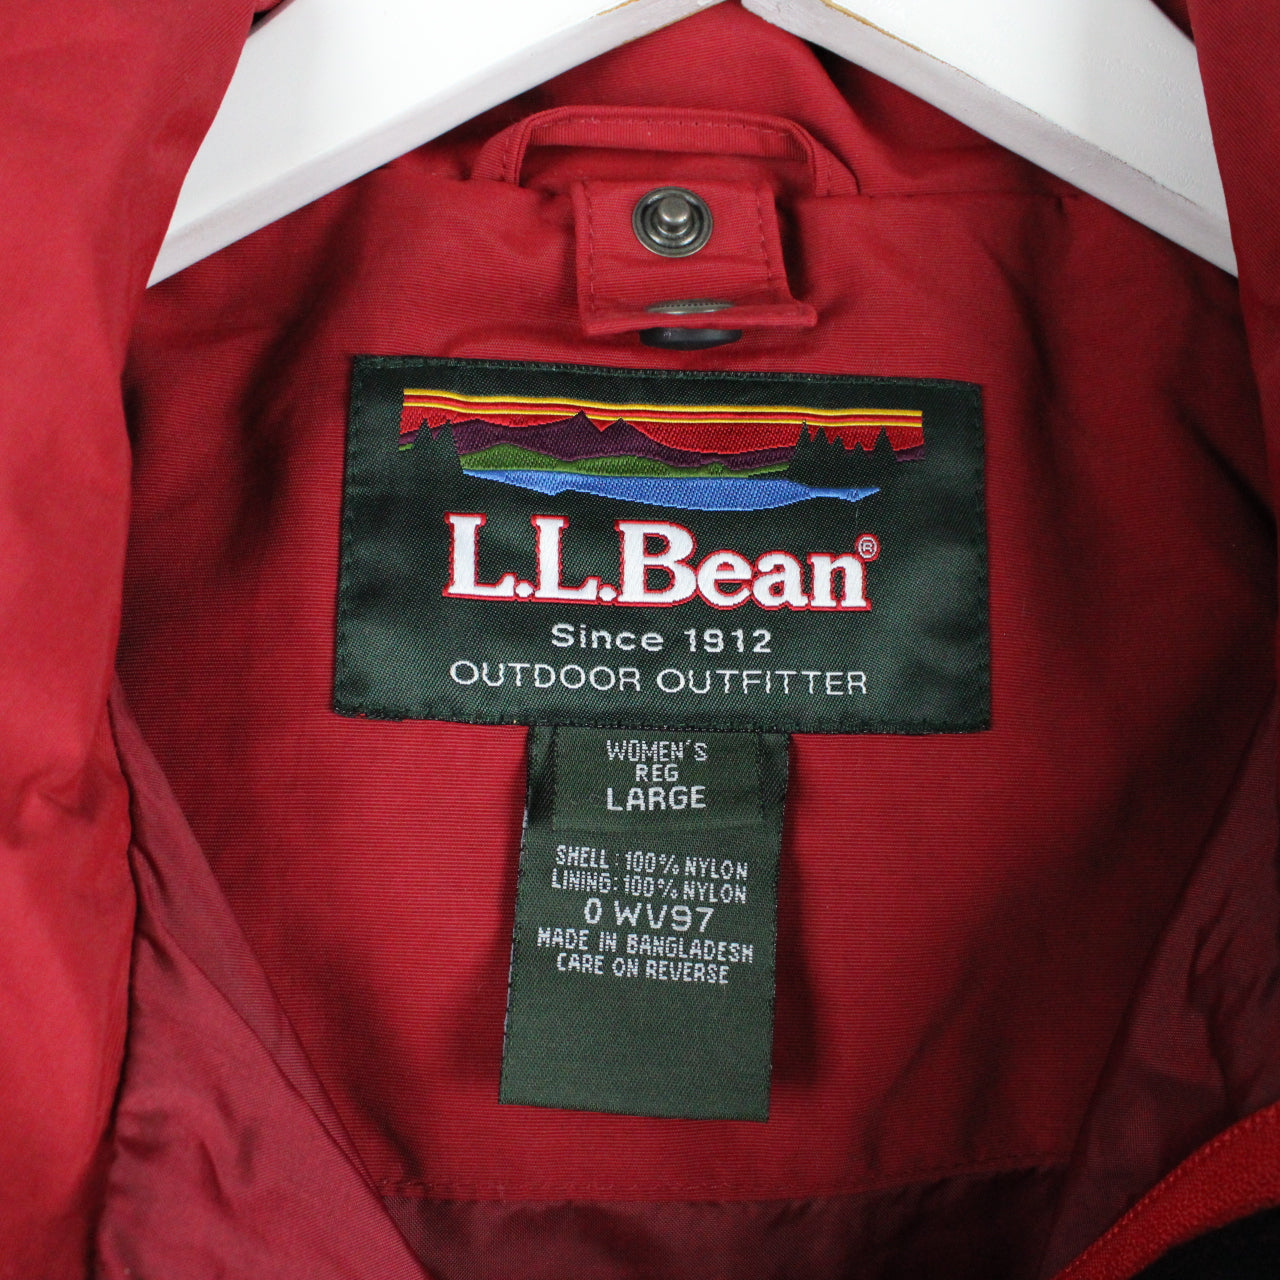 L.L.Bean®
Since 1912
OUTDOOR OUTFITTER
WOMEN'S
REG
LARGE
SHELL: 100% NYLON
LINING: 100% NYLON
0 WV97
MADE IN BANGLADESH
CARE ON REVERSE